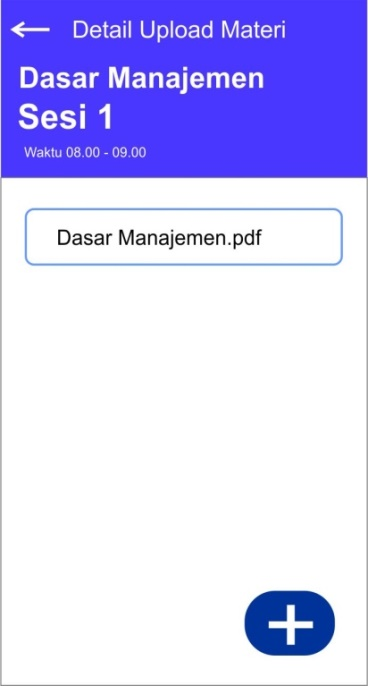 Detail Upload Materi
Dasar Manajemen
Sesi 1
Waktu 08.00 - 09.00
Dasar Manajemen.pdf